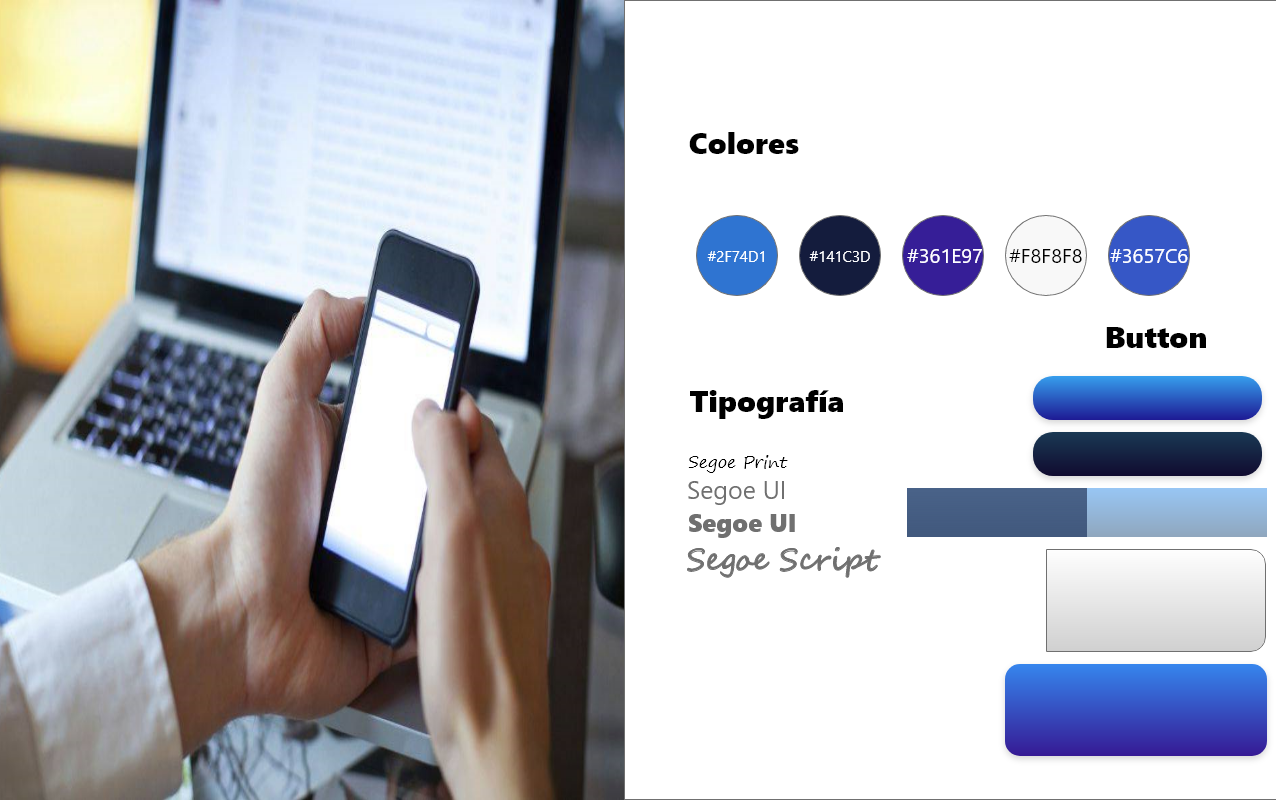 Colores
#2F74D1 #141C3D #361E97 #F8F8F8 #3657C6
Button
Tipografía
Segoe Print
Segoe UI
Segoe UI
Segoe Script